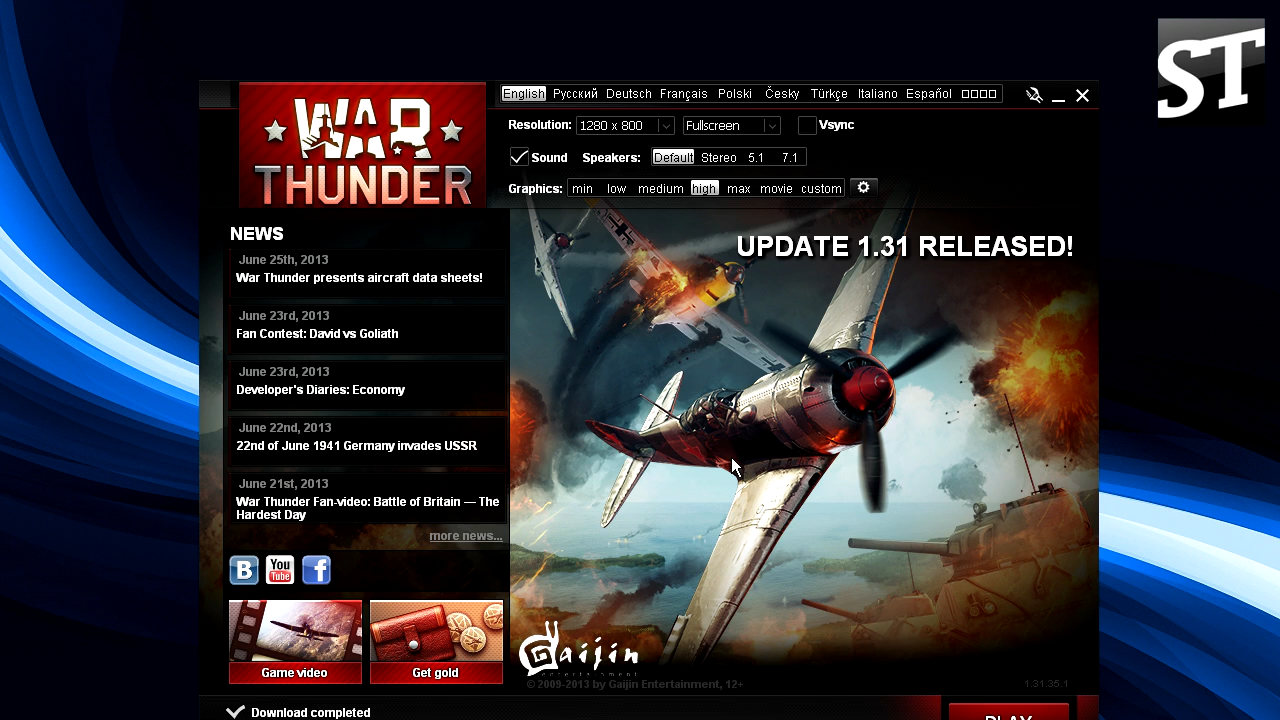 ST
WAR
THUNDER
English Русский Deutsch Français Polski Česky Türkçe Italiano Español
Resolution: 1280 x 800 Fullscreen Vsync
Sound Speakers: Default Stereo 5.1 7.1
Graphics: min low medium high max movie custom
NEWS
June 25th, 2013
War Thunder presents aircraft data sheets!
June 23rd, 2013
Fan Contest: David vs Goliath
June 23rd, 2013
Developer's Diaries: Economy
June 22nd, 2013
22nd of June 1941 Germany invades USSR
June 21st, 2013
War Thunder Fan-video: Battle of Britain — The
Hardest Day
more news...
UPDATE 1.31 RELEASED!
B You Tube f
Game video Get gold
Gaijin
entertainment
© 2009-2013 by Gaijin Entertainment, 12+
1.31.35.1
Download completed
PLAY